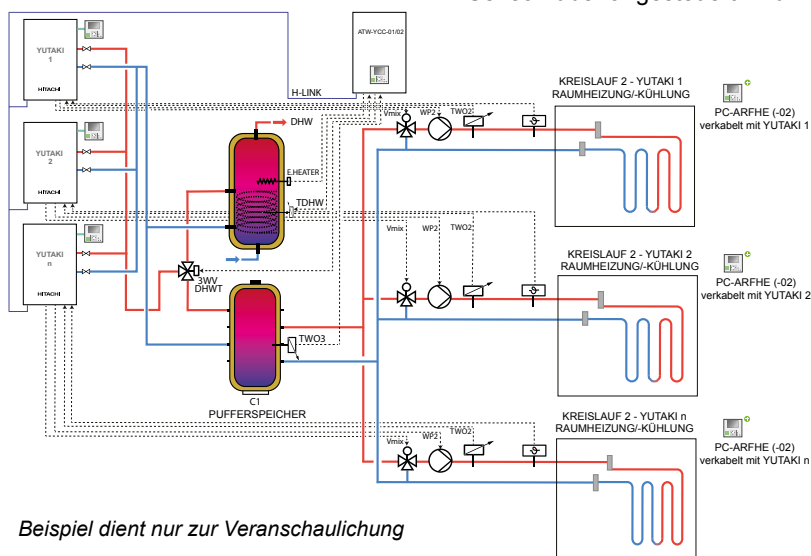 YUTAKI
1
HITACHI
YUTAKI
2
HITACHI
YUTAKI
n
HITACHI
ATW-YCC-01/02
H-LINK
DHW
E.HEATER
TDHW
3WV
DHWT
TWO3
C1
PUFFERSPEICHER
Vmix
WP2
TWO2
KREISLAUF 2 - YUTAKI 1
RAUMHEIZUNG/-KÜHLUNG
PC-ARFHE (-02)
verkabelt mit YUTAKI 1
Vmix
WP2
TWO2
KREISLAUF 2 - YUTAKI 2
RAUMHEIZUNG/-KÜHLUNG
PC-ARFHE (-02)
verkabelt mit YUTAKI 2
Vmix
WP2
TWO2
KREISLAUF 2 - YUTAKI n
RAUMHEIZUNG/-KÜHLUNG
PC-ARFHE (-02)
verkabelt mit YUTAKI n
Beispiel dient nur zur Veranschaulichung